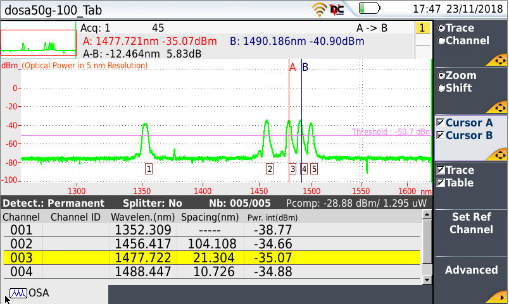 dosa50g-100_Tab
17:47 23/11/2018
Acq: 1 45 A -> B 1
A: 1477.721nm -35.07dBm B: 1490.186nm -40.90dBm
A-B: -12.464nm 5.83dB
dBm_(Optical Power in 5 nm Resolution)
A B
0-
-20-
-40-
Threshold : -50.7 dBm
-60-
-80-
1 2 3 4 5
-100-
1300 1350 1400 1450 1500 1550 1600 nm
Detect.: Permanent Splitter: No Nb: 005/005 Pcomp: -28.88 dBm/ 1.295 uW
Channel Channel ID Wavelen.(nm) Spacing(nm) Pwr. int(dBm)
001 1352.309 ----- -38.77
002 1456.417 104.108 -34.66
003 1477.722 21.304 -35.07
004 1488.447 10.726 -34.88
OSA
Trace
Channel
Zoom
Shift
Cursor A
Cursor B
Trace
Table
Set Ref
Channel
Advanced